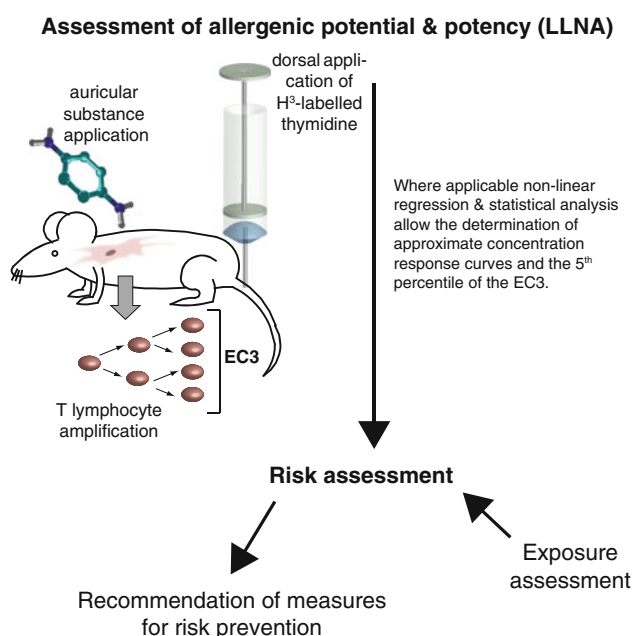 Assessment of allergenic potential & potency (LLNA)
auricular
substance
application
dorsal appli-
cation of
H³-labelled
thymidine
Where applicable non-linear
regression & statistical analysis
allow the determination of
approximate concentration
response curves and the 5th
percentile of the EC3.
EC3
T lymphocyte
amplification
Risk assessment
Exposure
assessment
Recommendation of measures
for risk prevention